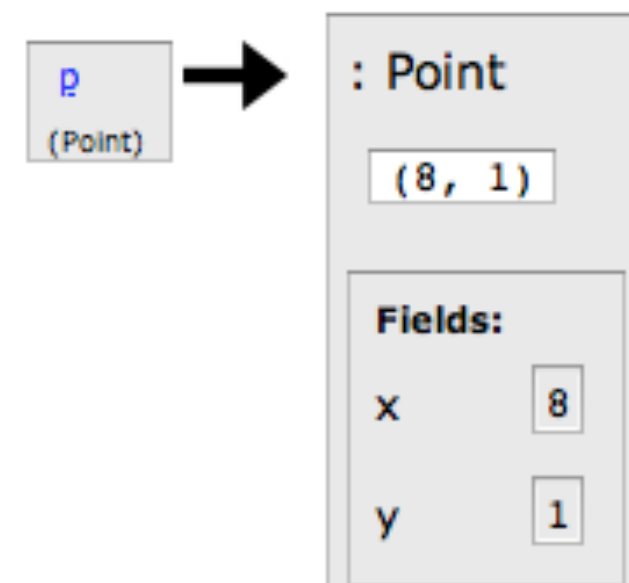 p
(Point)
: Point
(8, 1)
Fields:
x 8
y 1